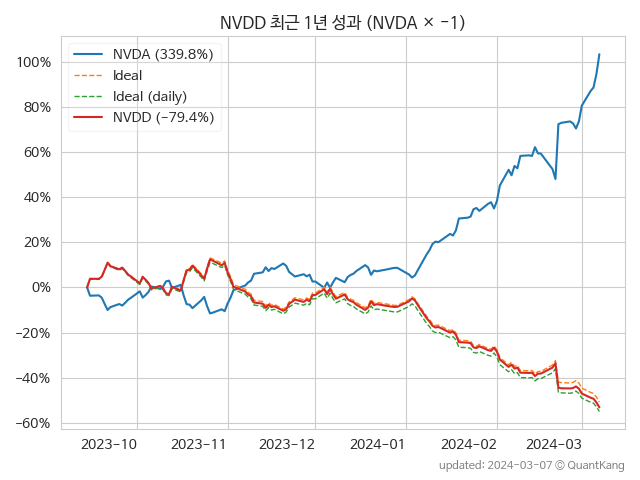 NVDD 최근 1년 성과 (NVDA × −1)
NVDA (339.8%)
Ideal
Ideal (daily)
NVDD (−79.4%)
100%
80%
60%
40%
20%
0%
−20%
−40%
−60%
2023−10
2023−11
2023−12
2024−01
2024−02
2024−03
updated: 2024−03−07 ⓒ QuantKang